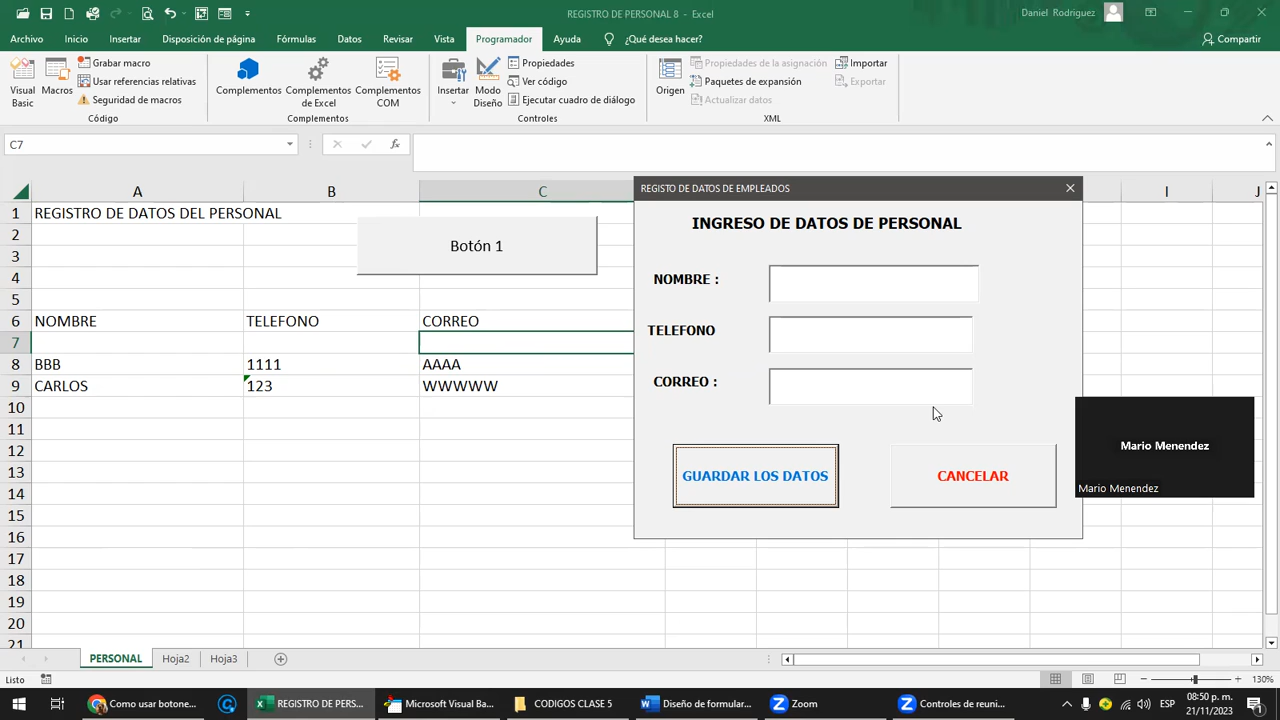 REGISTRO DE PERSONAL 8 - Excel
Daniel Rodriguez
Archivo Inicio Insertar Disposición de página Fórmulas Datos Revisar Vista Programador Ayuda ¿Qué desea hacer? Compartir
Visual Basic
Macros
Grabar macro
Usar referencias relativas
Seguridad de macros
Código
Complementos
Complementos de Excel
Complementos COM
Complementos
Insertar
Modo Diseño
Propiedades
Ver código
Ejecutar cuadro de diálogo
Controles
Origen
Propiedades de la asignación
Paquetes de expansión
Actualizar datos
Importar
Exportar
XML
C7
fx
A B C I J
1 REGISTRO DE DATOS DEL PERSONAL
2
Botón 1
3
4
5
6 NOMBRE TELEFONO CORREO
7
8 BBB 1111 AAAA
9 CARLOS 123 WWWWW
10
11
12
13
14
15
16
17
18
19
20
21
REGISTO DE DATOS DE EMPLEADOS
INGRESO DE DATOS DE PERSONAL
NOMBRE :
TELEFONO
CORREO :
GUARDAR LOS DATOS CANCELAR
Mario Menendez
Mario Menendez
PERSONAL Hoja2 Hoja3
Listo
130%
Como usar botone...
REGISTRO DE PERS...
Microsoft Visual Ba...
CODIGOS CLASE 5
Diseño de formular...
Zoom
Controles de reuni...
ESP
08:50 p. m.
21/11/2023